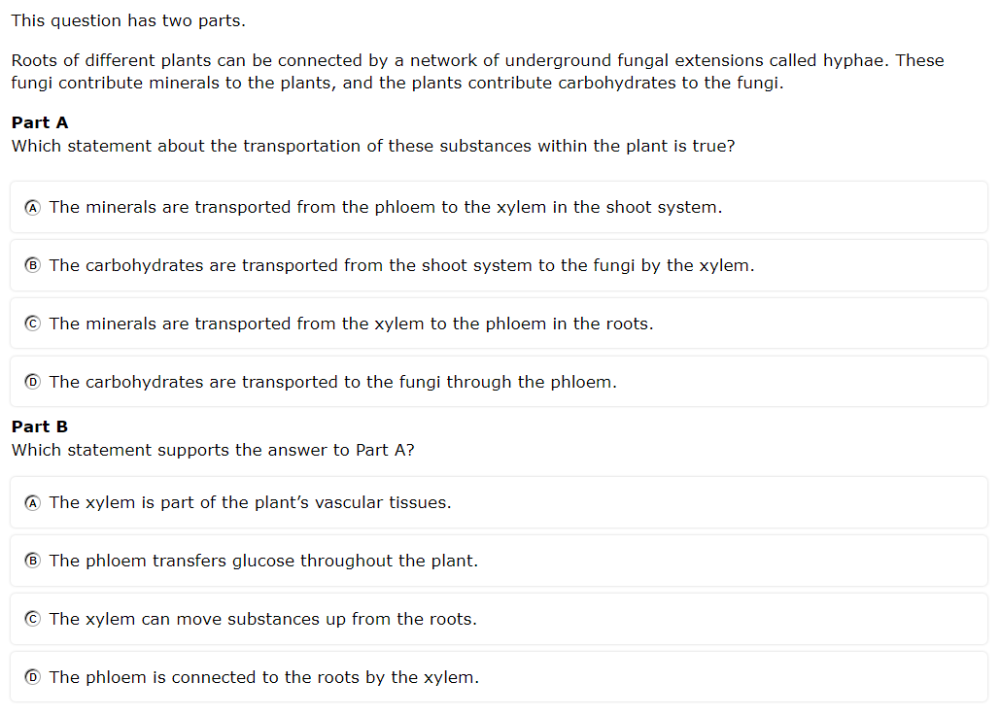 This question has two parts.
Roots of different plants can be connected by a network of underground fungal extensions called hyphae. These
fungi contribute minerals to the plants, and the plants contribute carbohydrates to the fungi.
Part A
Which statement about the transportation of these substances within the plant is true?
A The minerals are transported from the phloem to the xylem in the shoot system.
B The carbohydrates are transported from the shoot system to the fungi by the xylem.
C The minerals are transported from the xylem to the phloem in the roots.
D The carbohydrates are transported to the fungi through the phloem.
Part B
Which statement supports the answer to Part A?
A The xylem is part of the plant’s vascular tissues.
B The phloem transfers glucose throughout the plant.
C The xylem can move substances up from the roots.
D The phloem is connected to the roots by the xylem.